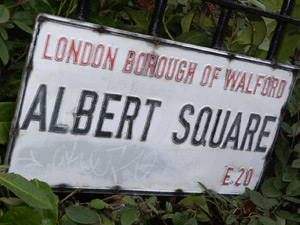 LONDON BOROUGH OF WALFORD
ALBERT SQUARE
E.20